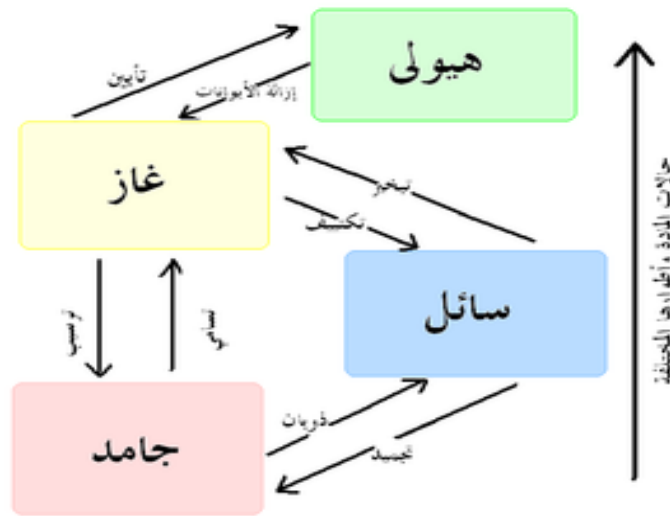 هيولى
تأيين
إزالة الأيونات
غاز
تبخر
تكثيف
سائل
ترسيب
تسامي
جامد
ذوبان
تجميد
حالات المادة وأطوارها المختلفة